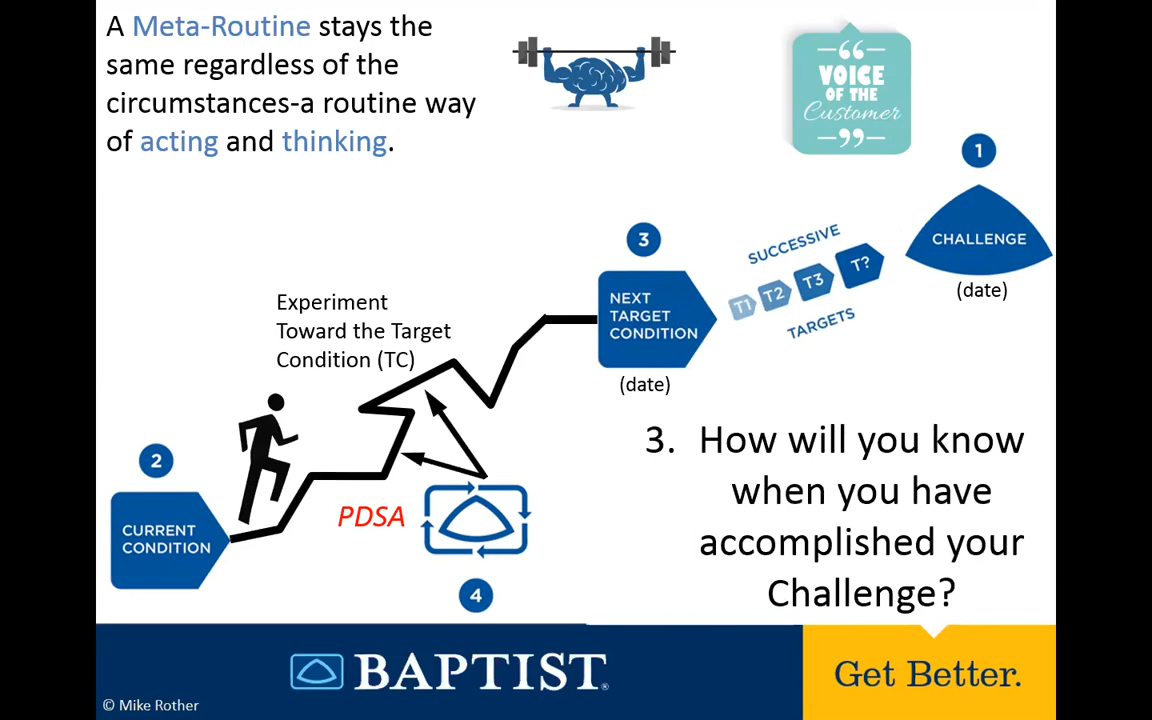 A Meta-Routine stays the
same regardless of the
circumstances-a routine way
of acting and thinking.
“
VOICE
OF THE
Customer
”
1
CHALLENGE
(date)
SUCCESSIVE
T1 T2 T3 T?
TARGETS
3
NEXT
TARGET
CONDITION
(date)
Experiment
Toward the Target
Condition (TC)
2
CURRENT
CONDITION
PDSA
4
3. How will you know
when you have
accomplished your
Challenge?
BAPTIST®
Get Better.
© Mike Rother